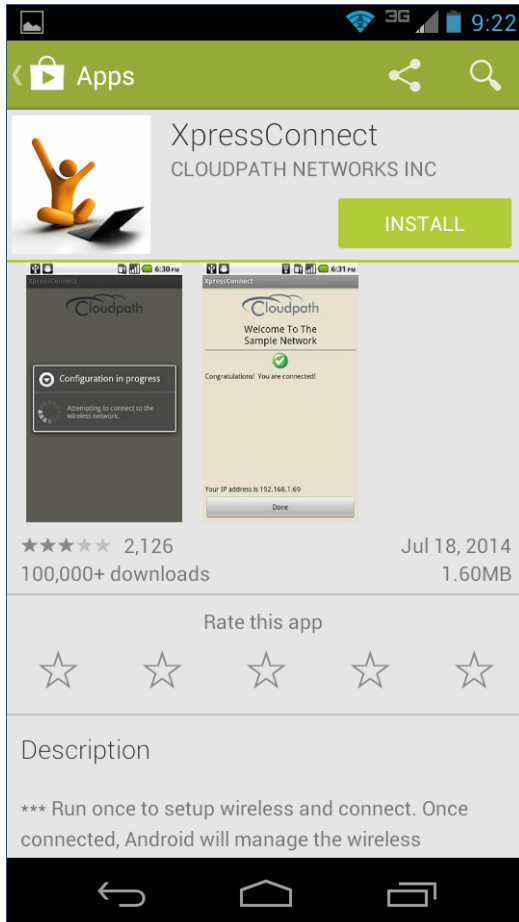 3G 9:22
Apps
XpressConnect
CLOUDPATH NETWORKS INC
INSTALL
6:30 PM
XpressConnect
Cloudpath
Configuration in progress
Attempting to connect to the
wireless network.
6:31 PM
XpressConnect
Cloudpath
Welcome To The
Sample Network
Congratulations! You are connected!
Your IP address is 192.168.1.69
Done
2,126 Jul 18, 2014
100,000+ downloads 1.60MB
Rate this app
Description
*** Run once to setup wireless and connect. Once
connected, Android will manage the wireless